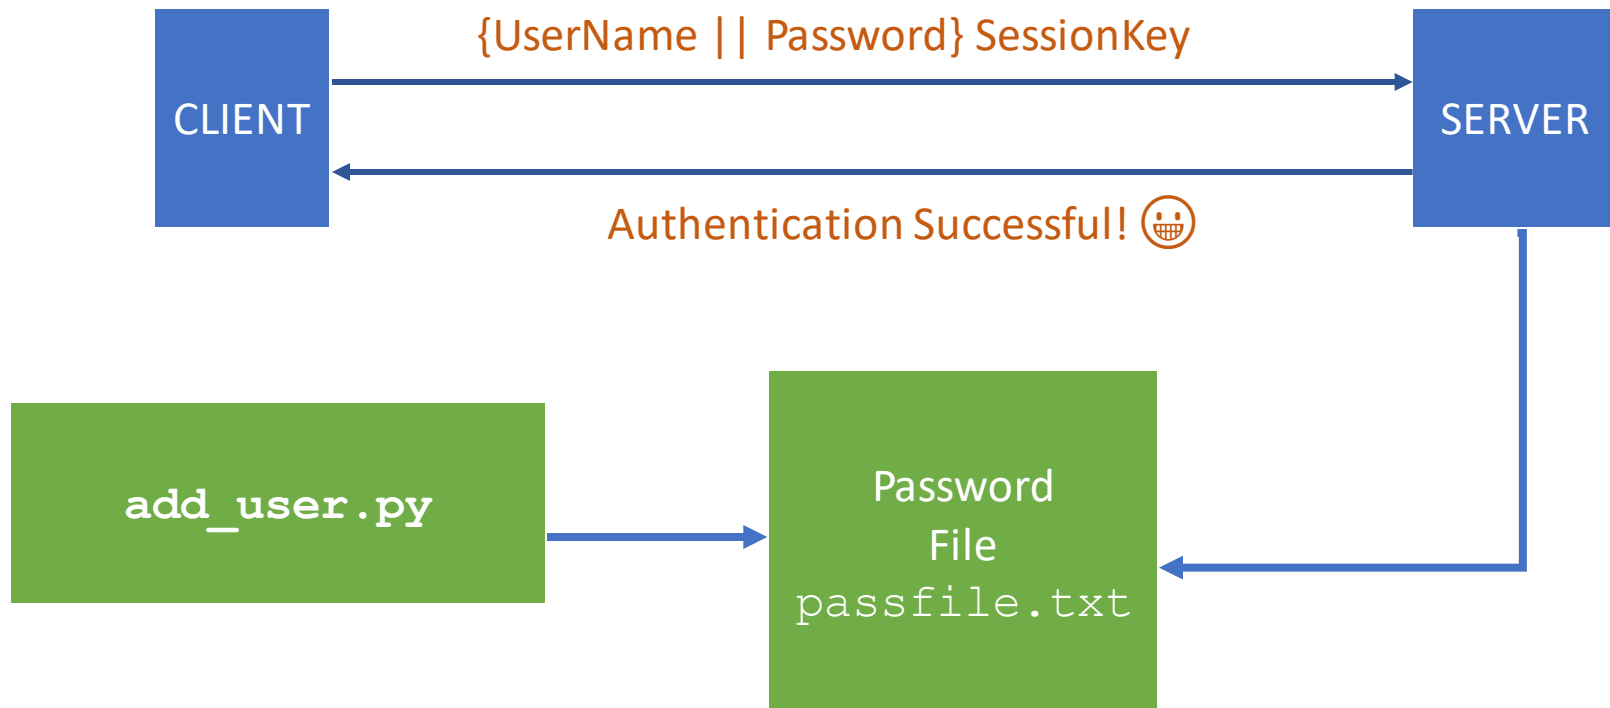 {UserName || Password} SessionKey
CLIENT
SERVER
Authentication Successful!
add_user.py
Password
File
passfile.txt